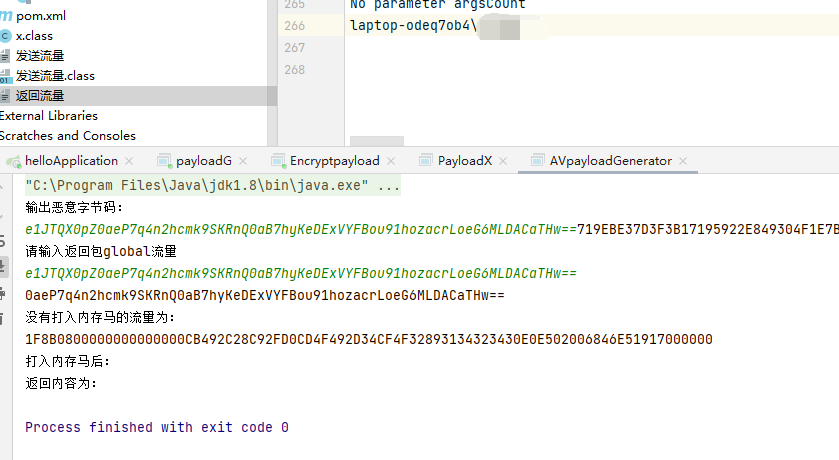 pom.xml
x.class
发送流量
发送流量.class
返回流量
External Libraries
Scratches and Consoles
265 No parameter argsCount
266 laptop-odeq7ob4\
267
268
helloApplication
payloadG
Encryptpayload
PayloadX
AVpayloadGenerator
"C:\Program Files\Java\jdk1.8\bin\java.exe" ...
输出恶意字节码：
e1JTQX0pZ0aeP7q4n2hcmk9SKRnQ0aB7hyKeDExVYFBou91hozacrLoeG6MLDACaTHw==719EBE37D3F3B17195922E849304F1E7B
请输入返回包global流量
e1JTQX0pZ0aeP7q4n2hcmk9SKRnQ0aB7hyKeDExVYFBou91hozacrLoeG6MLDACaTHw==
0aeP7q4n2hcmk9SKRnQ0aB7hyKeDExVYFBou91hozacrLoeG6MLDACaTHw==
没有打入内存马的流量为：
1F8B0800000000000000CB492C28C92FD0CD4F492D34CF4F32893134323430E0E502006846E51917000000
打入内存马后：
返回内容为：
Process finished with exit code 0